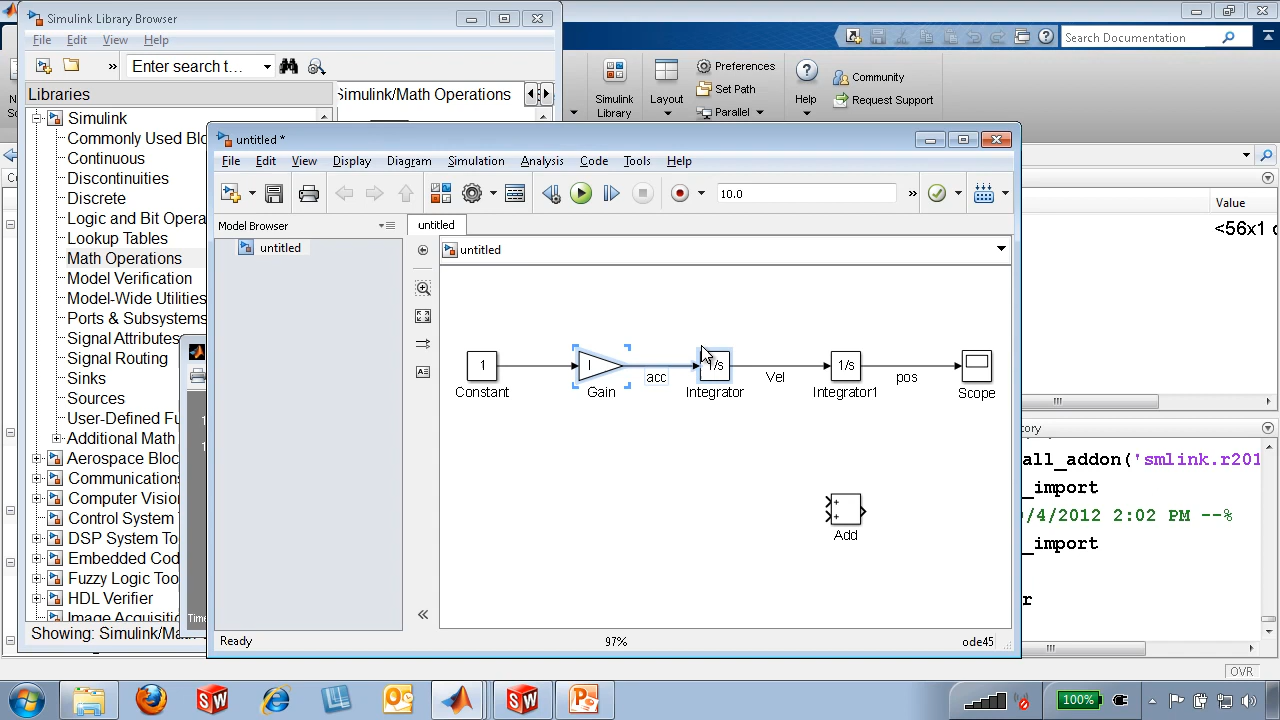 Simulink Library Browser
File Edit View Help
Enter search t...
Libraries
Simulink/Math Operations
Simulink
Commonly Used Blo
Continuous
Discontinuities
Discrete
Logic and Bit Opera
Lookup Tables
Math Operations
Model Verification
Model-Wide Utilities
Ports & Subsystems
Signal Attributes
Signal Routing
Sinks
Sources
User-Defined Fu
Additional Math
Aerospace Bloc
Communications
Computer Vision
Control System T
DSP System To
Embedded Cod
Fuzzy Logic Too
HDL Verifier
Image Acquisitio
Showing: Simulink/Math
Search Documentation
Simulink Library
Layout
Preferences
Set Path
Parallel
Help
Community
Request Support
untitled *
File Edit View Display Diagram Simulation Analysis Code Tools Help
10.0
Model Browser
untitled
untitled
untitled
1
Constant
Gain
acc
1/s
Integrator
Vel
1/s
Integrator1
pos
Scope
Add
Ready
97%
ode45
Value
<56x1 c
ory
all_addon('smlink.r201
_import
9/4/2012 2:02 PM --%
_import
r
Time
OVR
100%